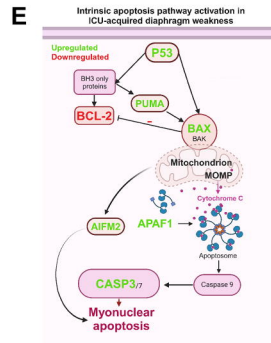 E
Intrinsic apoptosis pathway activation in
ICU-acquired diaphragm weakness
Upregulated
Downregulated
P53
BH3 only
proteins
PUMA
BCL-2
BAX
BAK
Mitochondrion
MOMP
Cytochrome C
AIFM2
APAF1
Apoptosome
CASP3/7
Caspase 9
Myonuclear
apoptosis